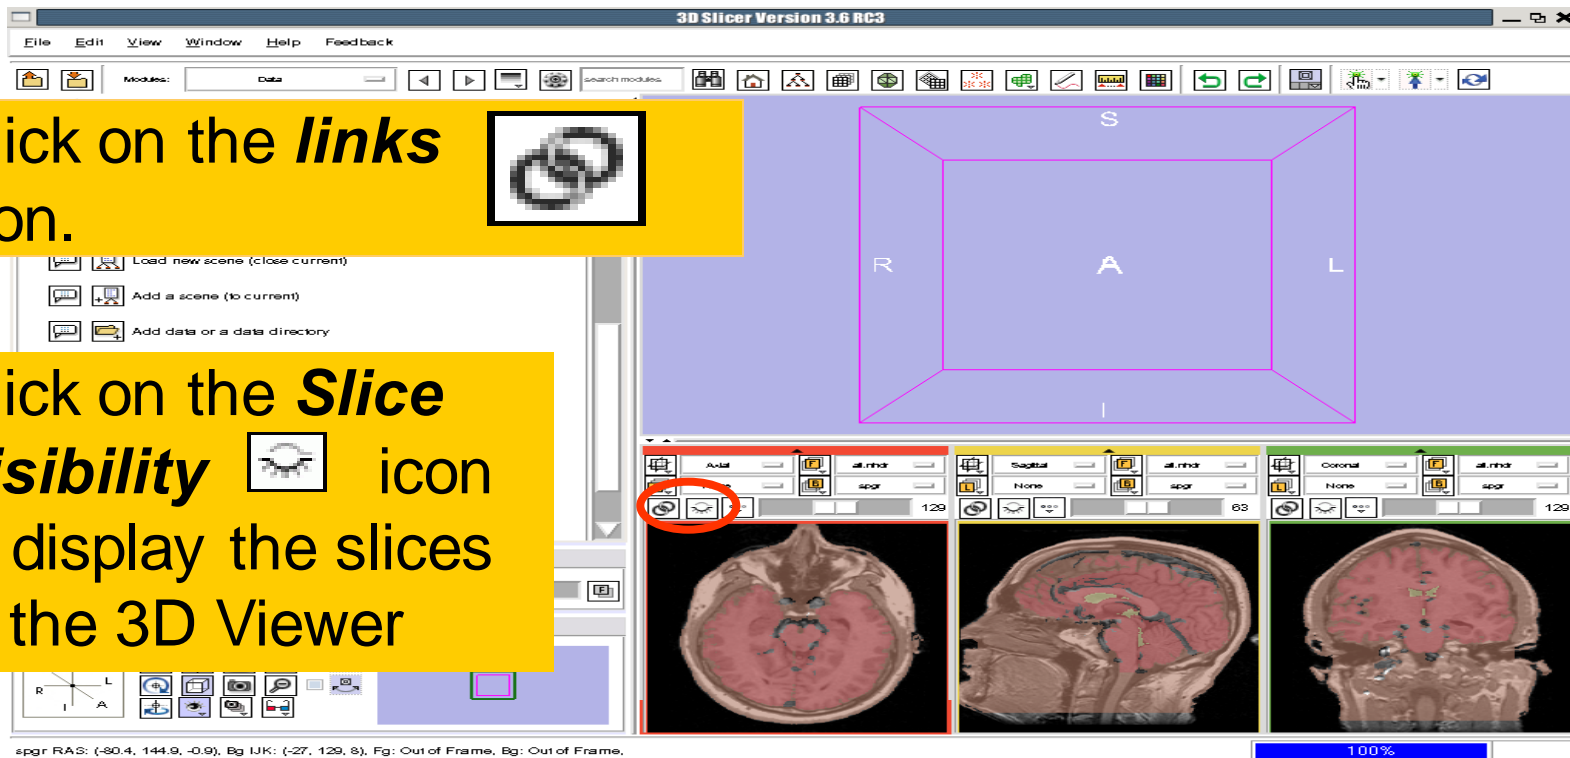 3D Slicer Version 3.6 RC3
File Edit View Window Help Feedback
Modules: Data search modules
ick on the links
on.
Load new scene (close current)
Add a scene (to current)
Add data or a data directory
ick on the Slice
isibility icon
display the slices
the 3D Viewer
S
R A L
I
Axial F all.nhdr Sagittal F all.nhdr Coronal F all.nhdr
L None B spgr L None B spgr L None B spgr
129 63 129
F
R L
I A
spgr RAS: (-80.4, 144.9, -0.9), Bg IJK: (-27, 129, 8), Fg: Out of Frame, Bg: Out of Frame,
100%